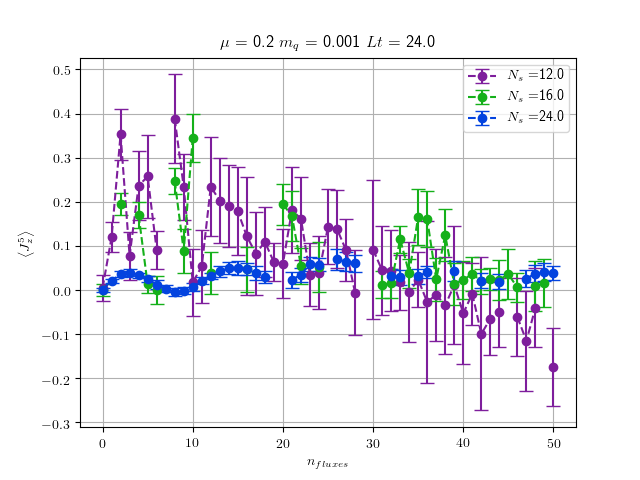 μ = 0.2 m_q = 0.001 Lt = 24.0
N_s =12.0
N_s =16.0
N_s =24.0
⟨J_z^5⟩
0.5
0.4
0.3
0.2
0.1
0.0
−0.1
−0.2
−0.3
0 10 20 30 40 50
n_fluxes